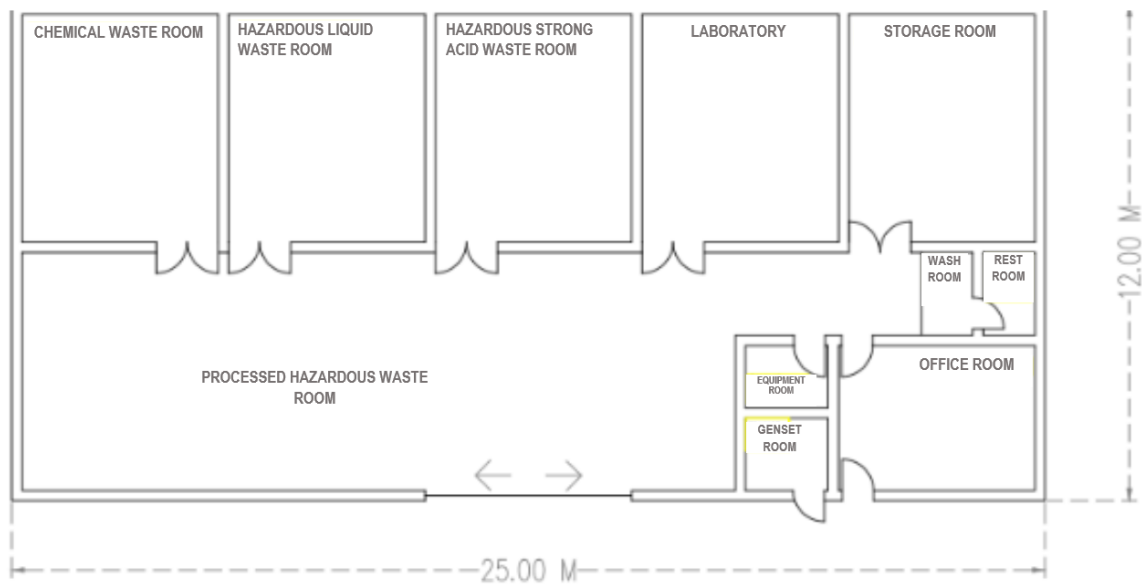 CHEMICAL WASTE ROOM
HAZARDOUS LIQUID
WASTE ROOM
HAZARDOUS STRONG
ACID WASTE ROOM
LABORATORY
STORAGE ROOM
WASH
ROOM
REST
ROOM
12.00 M
PROCESSED HAZARDOUS WASTE
ROOM
EQUIPMENT
ROOM
OFFICE ROOM
GENSET
ROOM
25.00 M